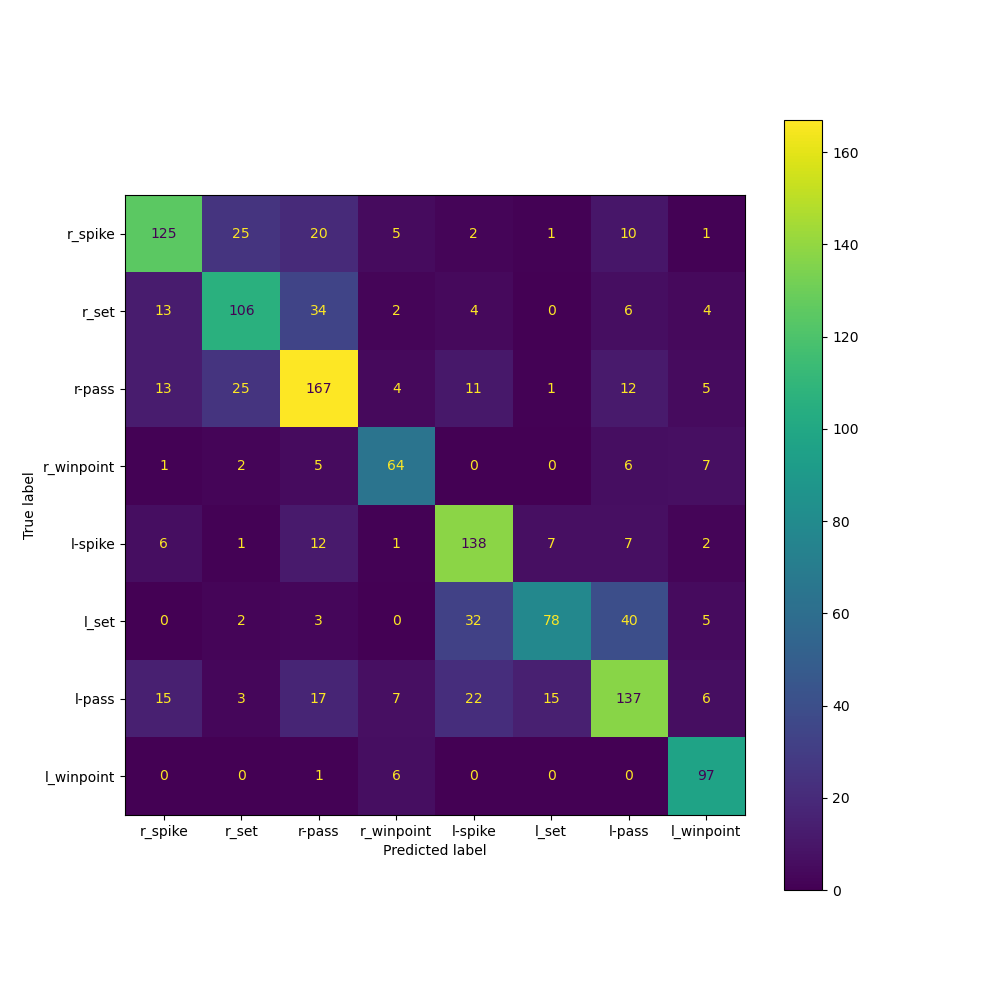 r_spike 125 25 20 5 2 1 10 1
r_set 13 106 34 2 4 0 6 4
r-pass 13 25 167 4 11 1 12 5
r_winpoint 1 2 5 64 0 0 6 7
l-spike 6 1 12 1 138 7 7 2
l_set 0 2 3 0 32 78 40 5
l-pass 15 3 17 7 22 15 137 6
l_winpoint 0 0 1 6 0 0 0 97
r_spike r_set r-pass r_winpoint l-spike l_set l-pass l_winpoint
Predicted label
True label
160
140
120
100
80
60
40
20
0